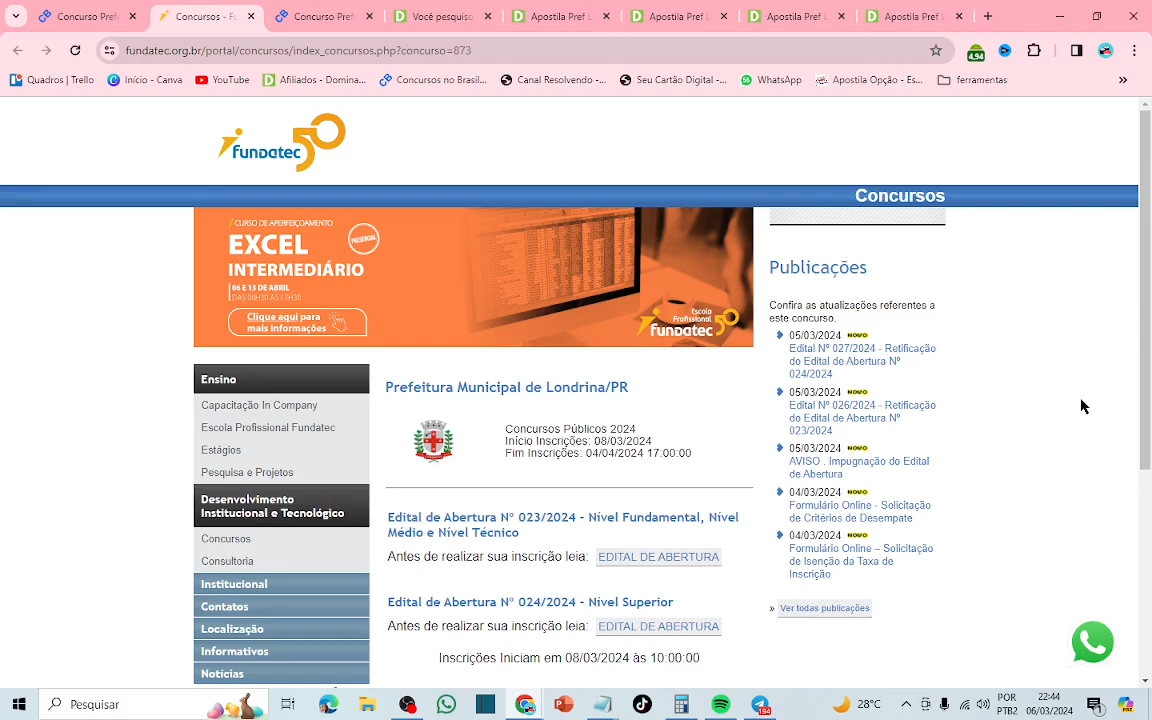 Concurso Pref
Concursos - Fu
Concurso Pref
Você pesquiso
Apostila Pref L
Apostila Pref L
Apostila Pref L
Apostila Pref L
fundatec.org.br/portal/concursos/index_concursos.php?concurso=873
4,94
Quadros | Trello
Início - Canva
YouTube
Afiliados - Domina...
Concursos no Brasil...
Canal Resolvendo -...
Seu Cartão Digital -...
WhatsApp
Apostila Opção - Es...
ferramentas
fundatec 50
Concursos
/ CURSO DE APERFEIÇOAMENTO
EXCEL
PRESENCIAL
INTERMEDIÁRIO
06 E 13 DE ABRIL
DAS 08H30 ÀS 17H30
Clique aqui para
mais informações
Escola
Profissional
fundatec 50
Ensino
Capacitação In Company
Escola Profissional Fundatec
Estágios
Pesquisa e Projetos
Desenvolvimento
Institucional e Tecnológico
Concursos
Consultoria
Institucional
Contatos
Localização
Informativos
Notícias
Prefeitura Municipal de Londrina/PR
Concursos Públicos 2024
Início Inscrições: 08/03/2024
Fim Inscrições: 04/04/2024 17:00:00
Edital de Abertura Nº 023/2024 - Nível Fundamental, Nível
Médio e Nível Técnico
Antes de realizar sua inscrição leia: EDITAL DE ABERTURA
Edital de Abertura Nº 024/2024 - Nível Superior
Antes de realizar sua inscrição leia: EDITAL DE ABERTURA
Inscrições Iniciam em 08/03/2024 às 10:00:00
Publicações
Confira as atualizações referentes a
este concurso.
05/03/2024 NOVO
Edital Nº 027/2024 - Retificação
do Edital de Abertura Nº
024/2024
05/03/2024 NOVO
Edital Nº 026/2024 - Retificação
do Edital de Abertura Nº
023/2024
05/03/2024 NOVO
AVISO . Impugnação do Edital
de Abertura
04/03/2024 NOVO
Formulário Online - Solicitação
de Critérios de Desempate
04/03/2024 NOVO
Formulário Online – Solicitação
de Isenção da Taxa de
Inscrição
» Ver todas publicações
Pesquisar
194
28°C
POR
PTB2
22:44
06/03/2024
1